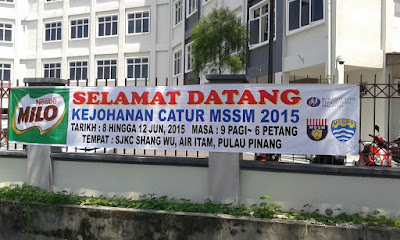 Nestlé
MILO
SELAMAT DATANG
KEJOHANAN CATUR MSSM 2015
TARIKH : 8 HINGGA 12 JUN, 2015 MASA : 9 PAGI~ 6 PETANG
TEMPAT : SJKC SHANG WU, AIR ITAM, PULAU PINANG